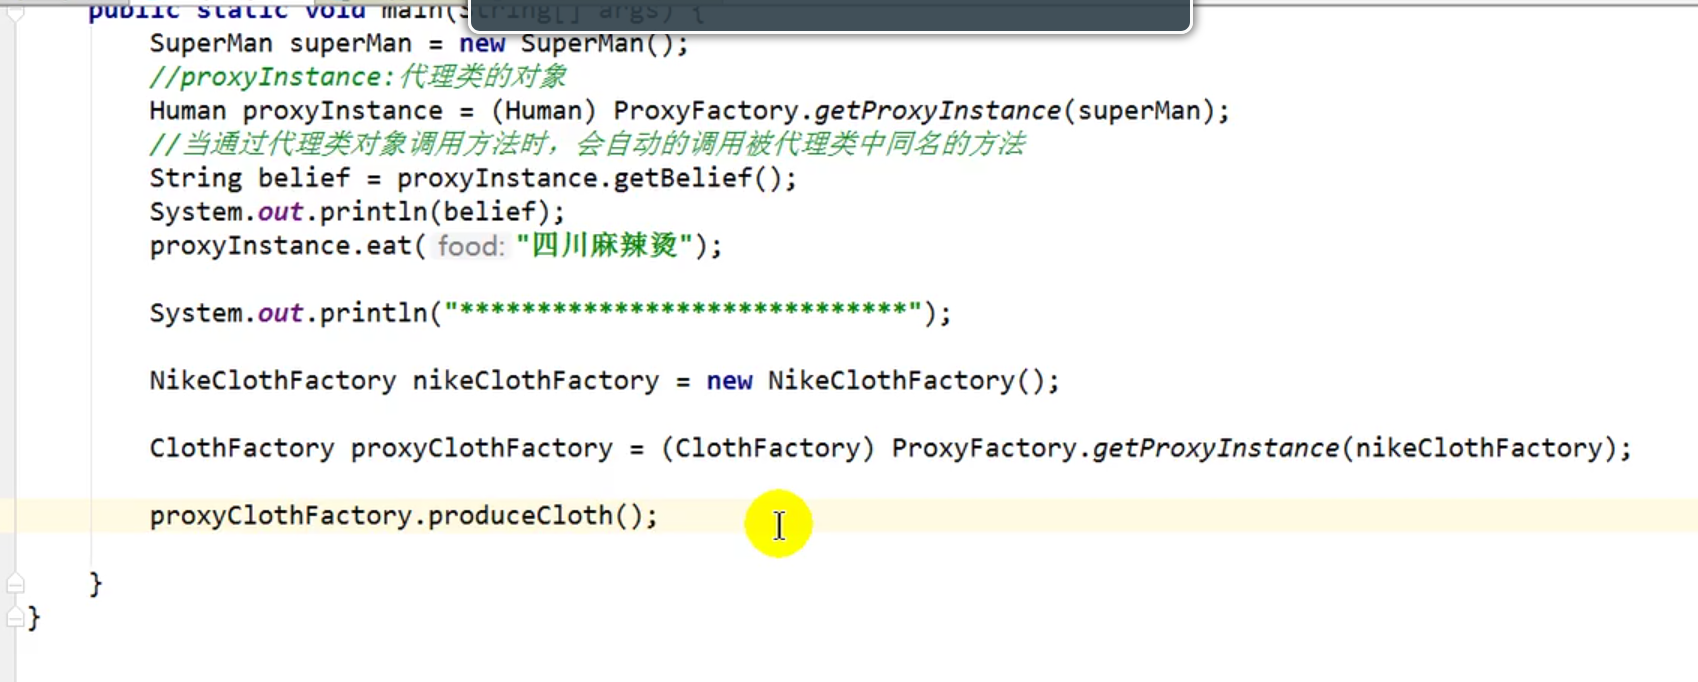 public static void main(String[] args) {
SuperMan superMan = new SuperMan();
//proxyInstance:代理类的对象
Human proxyInstance = (Human) ProxyFactory.getProxyInstance(superMan);
//当通过代理类对象调用方法时，会自动的调用被代理类中同名的方法
String belief = proxyInstance.getBelief();
System.out.println(belief);
proxyInstance.eat( food: "四川麻辣烫");
System.out.println("*****************************");
NikeClothFactory nikeClothFactory = new NikeClothFactory();
ClothFactory proxyClothFactory = (ClothFactory) ProxyFactory.getProxyInstance(nikeClothFactory);
proxyClothFactory.produceCloth();
}
}